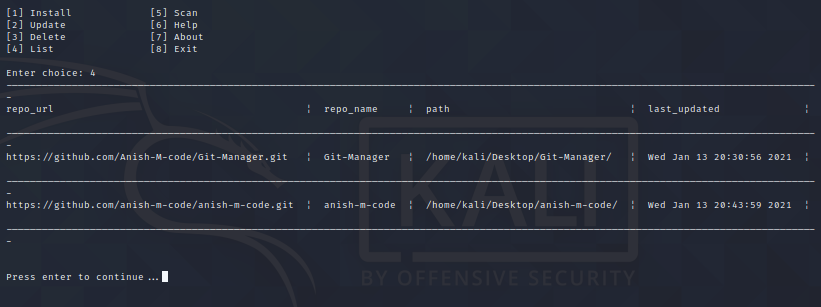 [1] Install [5] Scan
[2] Update [6] Help
[3] Delete [7] About
[4] List [8] Exit
Enter choice: 4
repo_url ¦ repo_name ¦ path ¦ last_updated ¦
https://github.com/Anish-M-code/Git-Manager.git ¦ Git-Manager ¦ /home/kali/Desktop/Git-Manager/ ¦ Wed Jan 13 20:30:56 2021 ¦
https://github.com/anish-m-code/anish-m-code.git ¦ anish-m-code ¦ /home/kali/Desktop/anish-m-code/ ¦ Wed Jan 13 20:43:59 2021 ¦
Press enter to continue...
KALI
BY OFFENSIVE SECURITY